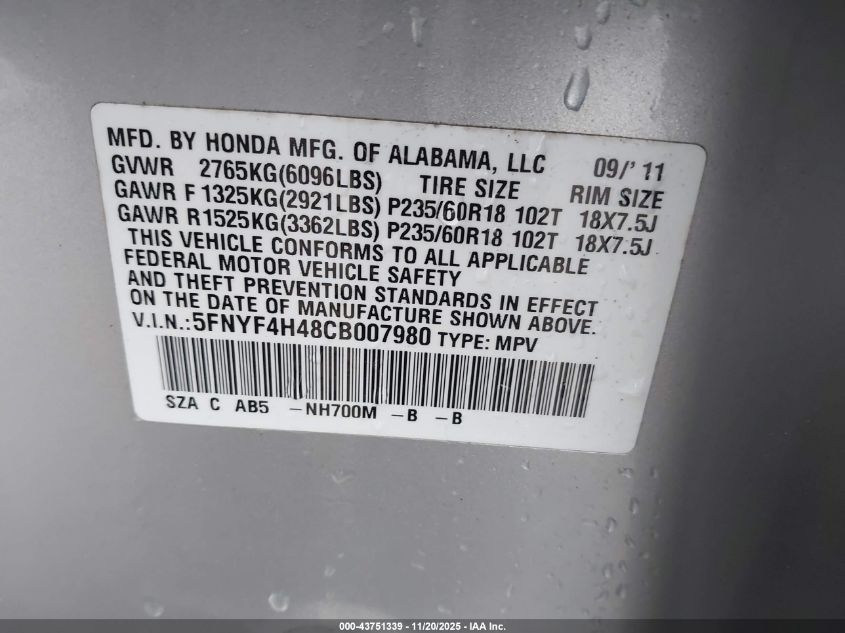 MFD. BY HONDA MFG. OF ALABAMA, LLC 09/' 11
GVWR 2765KG(6096LBS) TIRE SIZE RIM SIZE
GAWR F 1325KG(2921LBS) P235/60R18 102T 18X7.5J
GAWR R1525KG(3362LBS) P235/60R18 102T 18X7.5J
THIS VEHICLE CONFORMS TO ALL APPLICABLE
FEDERAL MOTOR VEHICLE SAFETY
AND THEFT PREVENTION STANDARDS IN EFFECT
ON THE DATE OF MANUFACTURE SHOWN ABOVE.
V.I.N.:5FNYF4H48CB007980 TYPE: MPV
SZA C AB5 -NH700M -B -B
000-43751339 - 11/20/2025 - IAA Inc.